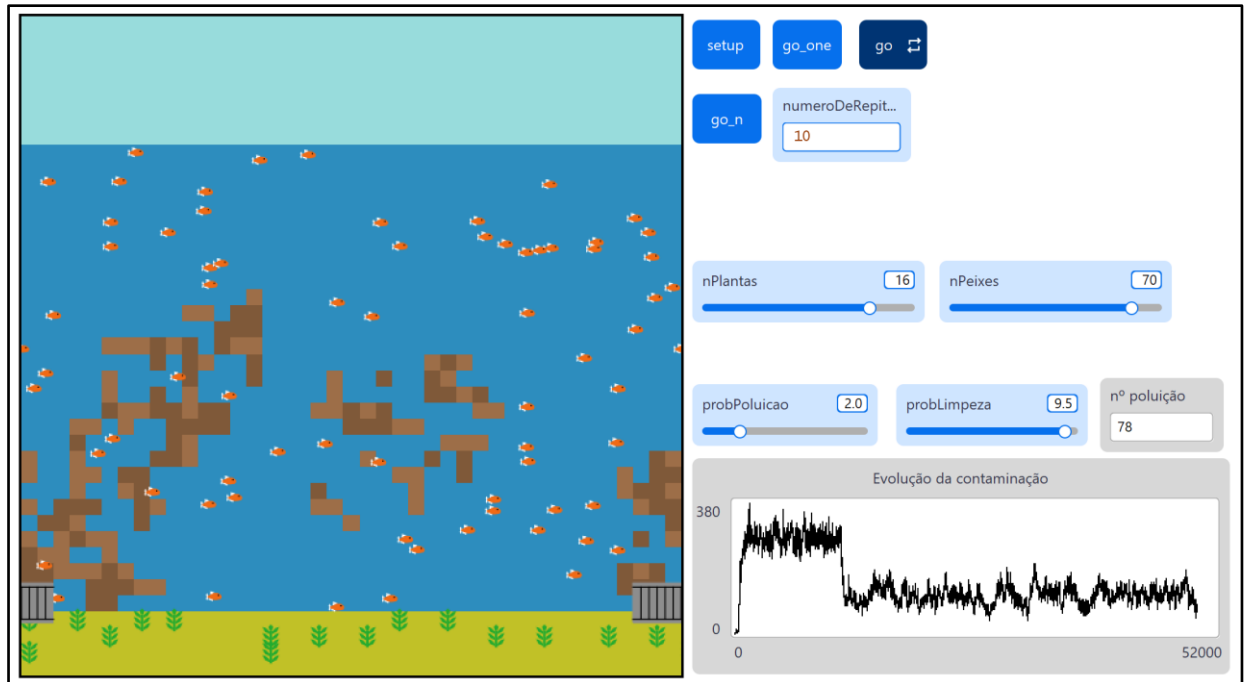 setup
go_one
go
go_n
numeroDeRepit...
10
nPlantas
16
nPeixes
70
probPoluicao
2.0
probLimpeza
9.5
nº poluição
78
Evolução da contaminação
380
0
0
52000